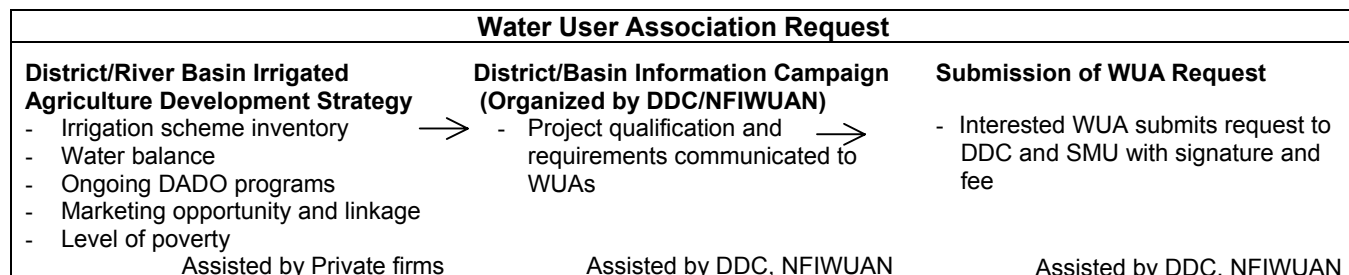 Water User Association Request
District/River Basin Irrigated
Agriculture Development Strategy
- Irrigation scheme inventory
- Water balance
- Ongoing DADO programs
- Marketing opportunity and linkage
- Level of poverty
Assisted by Private firms
District/Basin Information Campaign
(Organized by DDC/NFIWUAN)
- Project qualification and
requirements communicated to
WUAs
Assisted by DDC, NFIWUAN
Submission of WUA Request
- Interested WUA submits request to
DDC and SMU with signature and
fee
Assisted by DDC, NFIWUAN